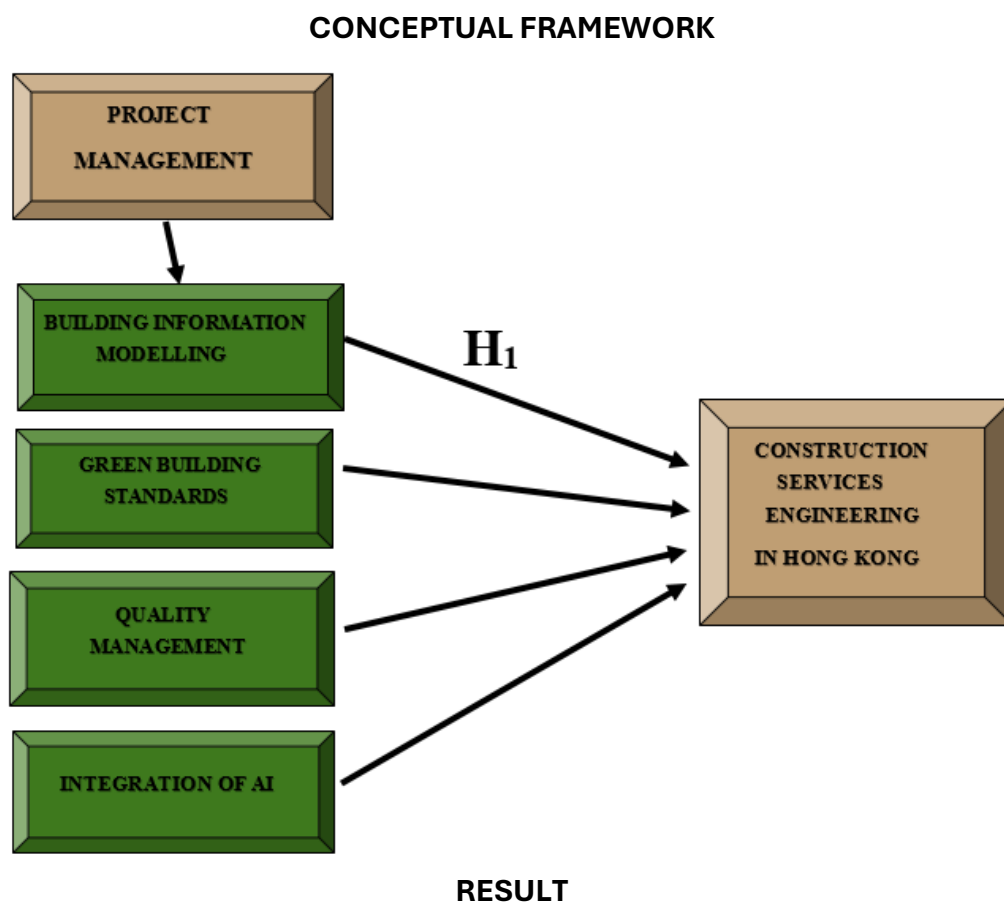 CONCEPTUAL FRAMEWORK
PROJECT
MANAGEMENT
BUILDING INFORMATION
MODELLING
H₁
GREEN BUILDING
STANDARDS
QUALITY
MANAGEMENT
INTEGRATION OF AI
CONSTRUCTION
SERVICES
ENGINEERING
IN HONG KONG
RESULT